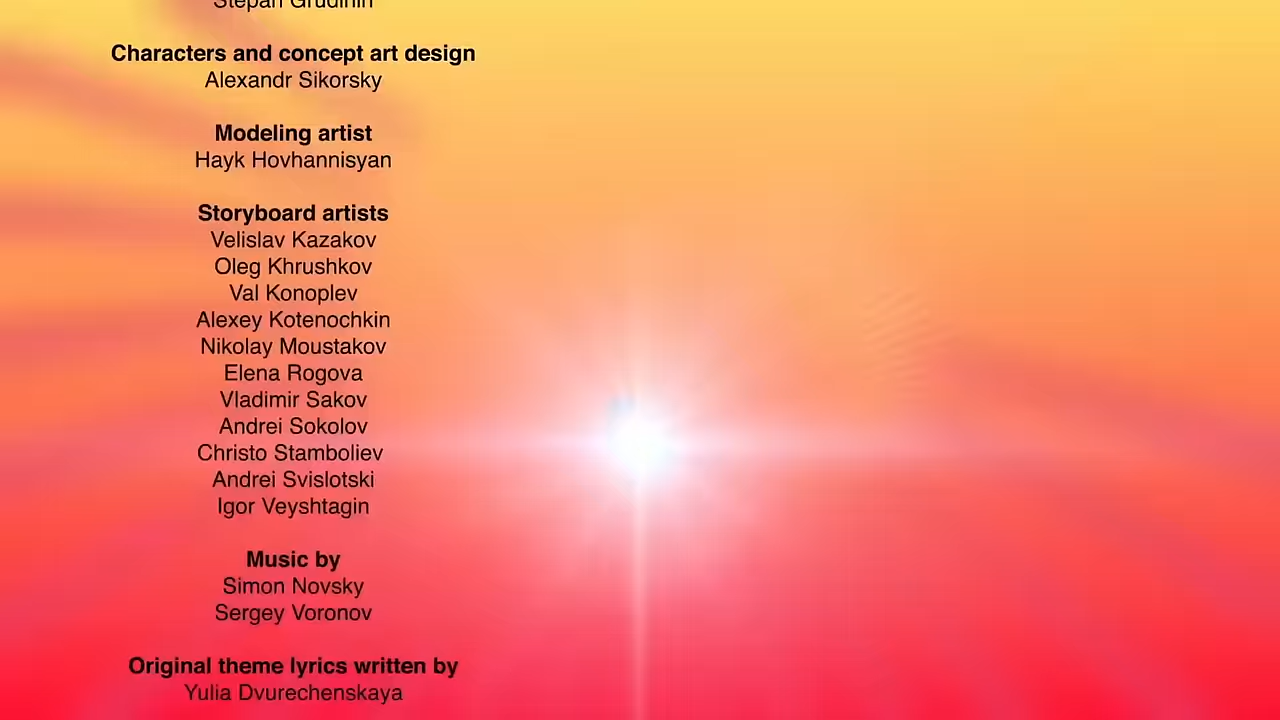 Stepan Grudinin
Characters and concept art design
Alexandr Sikorsky
Modeling artist
Hayk Hovhannisyan
Storyboard artists
Velislav Kazakov
Oleg Khrushkov
Val Konoplev
Alexey Kotenochkin
Nikolay Moustakov
Elena Rogova
Vladimir Sakov
Andrei Sokolov
Christo Stamboliev
Andrei Svislotski
Igor Veyshtagin
Music by
Simon Novsky
Sergey Voronov
Original theme lyrics written by
Yulia Dvurechenskaya